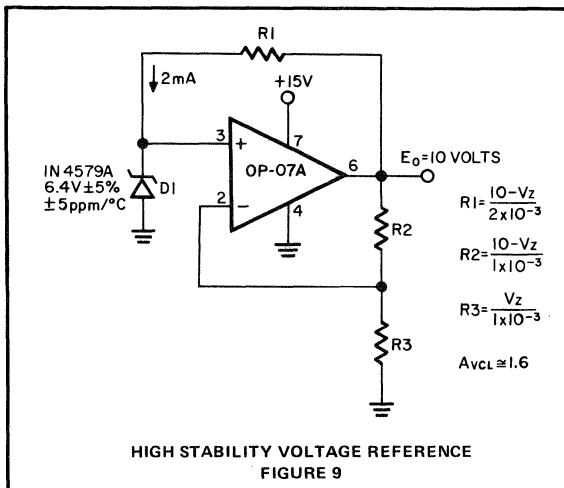 R1
2mA
+15V
7
3
+
IN 4579A
6.4V ±5%
±5ppm/°C
D1
OP-07A
6
E₀=10 VOLTS
2
−
4
R2
R3
R1= 10-Vz / 2x10⁻³
R2= 10-Vz / 1x10⁻³
R3= Vz / 1x10⁻³
AVCL≅1.6
HIGH STABILITY VOLTAGE REFERENCE
FIGURE 9